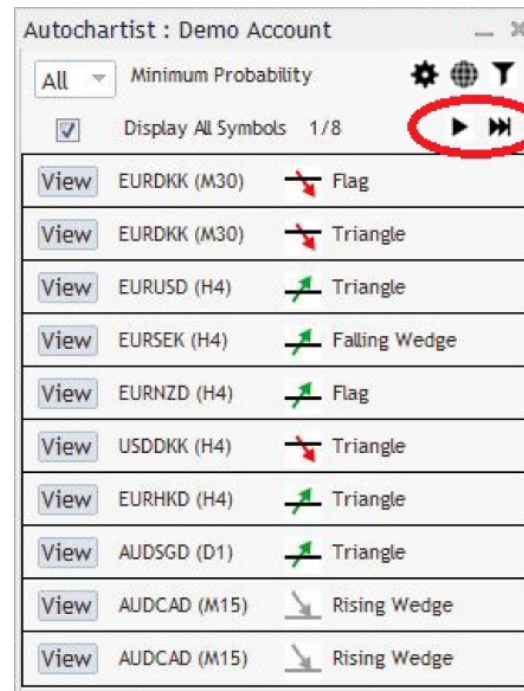 Autochartist : Demo Account
All Minimum Probability
Display All Symbols 1/8
View EURDKK (M30) Flag
View EURDKK (M30) Triangle
View EURUSD (H4) Triangle
View EURSEK (H4) Falling Wedge
View EURNZD (H4) Flag
View USDDKK (H4) Triangle
View EURHKD (H4) Triangle
View AUDSGD (D1) Triangle
View AUDCAD (M15) Rising Wedge
View AUDCAD (M15) Rising Wedge